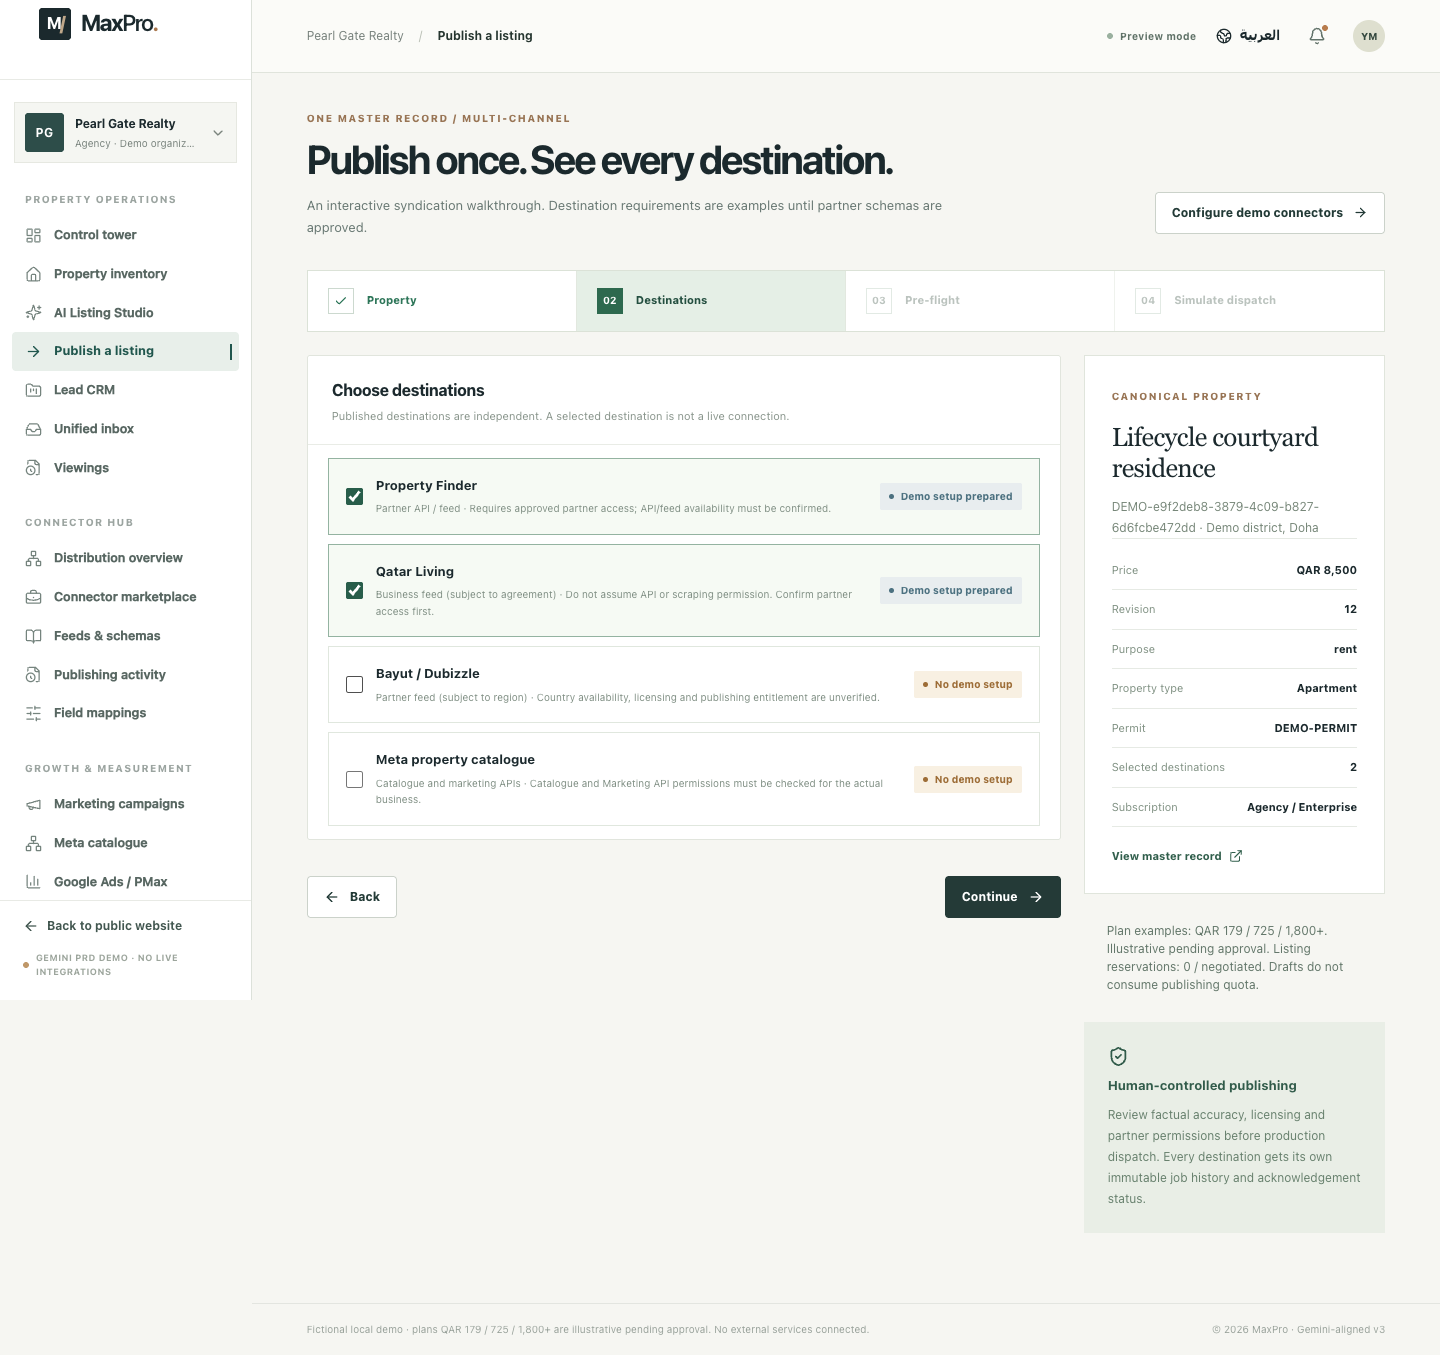 M/ MaxPro.
Pearl Gate Realty / Publish a listing
Preview mode
العربية
YM
PG
Pearl Gate Realty
Agency · Demo organiz...
PROPERTY OPERATIONS
Control tower
Property inventory
AI Listing Studio
Publish a listing
Lead CRM
Unified inbox
Viewings
CONNECTOR HUB
Distribution overview
Connector marketplace
Feeds & schemas
Publishing activity
Field mappings
GROWTH & MEASUREMENT
Marketing campaigns
Meta catalogue
Google Ads / PMax
Back to public website
GEMINI PRD DEMO · NO LIVE
INTEGRATIONS
ONE MASTER RECORD / MULTI-CHANNEL
Publish once. See every destination.
An interactive syndication walkthrough. Destination requirements are examples until partner schemas are
approved.
Configure demo connectors
Property
02 Destinations
03 Pre-flight
04 Simulate dispatch
Choose destinations
Published destinations are independent. A selected destination is not a live connection.
Property Finder
Partner API / feed · Requires approved partner access; API/feed availability must be confirmed.
Demo setup prepared
Qatar Living
Business feed (subject to agreement) · Do not assume API or scraping permission. Confirm partner
access first.
Demo setup prepared
Bayut / Dubizzle
Partner feed (subject to region) · Country availability, licensing and publishing entitlement are unverified.
No demo setup
Meta property catalogue
Catalogue and marketing APIs · Catalogue and Marketing API permissions must be checked for the actual
business.
No demo setup
Back
Continue
CANONICAL PROPERTY
Lifecycle courtyard
residence
DEMO-e9f2deb8-3879-4c09-b827-
6d6fcbe472dd · Demo district, Doha
Price QAR 8,500
Revision 12
Purpose rent
Property type Apartment
Permit DEMO-PERMIT
Selected destinations 2
Subscription Agency / Enterprise
View master record
Plan examples: QAR 179 / 725 / 1,800+.
Illustrative pending approval. Listing
reservations: 0 / negotiated. Drafts do not
consume publishing quota.
Human-controlled publishing
Review factual accuracy, licensing and
partner permissions before production
dispatch. Every destination gets its own
immutable job history and acknowledgement
status.
Fictional local demo · plans QAR 179 / 725 / 1,800+ are illustrative pending approval. No external services connected.
© 2026 MaxPro · Gemini-aligned v3